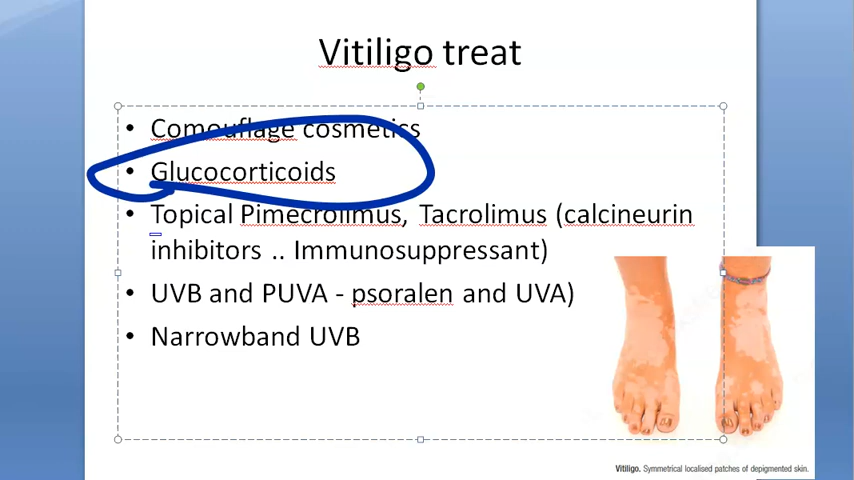 Vitiligo treat
• Comouflage cosmetics
• Glucocorticoids
• Topical Pimecrolimus, Tacrolimus (calcineurin
inhibitors .. Immunosuppressant)
• UVB and PUVA - psoralen and UVA)
• Narrowband UVB
Vitiligo. Symmetrical localised patches of depigmented skin.